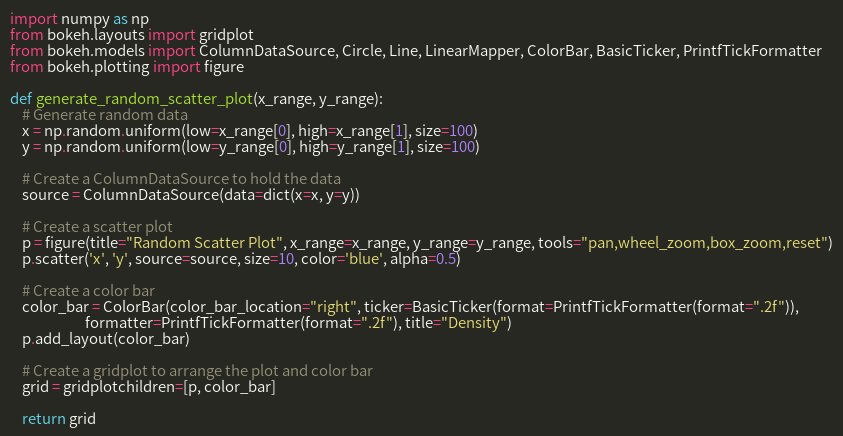 import numpy as np
from bokeh.layouts import gridplot
from bokeh.models import ColumnDataSource, Circle, Line, LinearMapper, ColorBar, BasicTicker, PrintfTickFormatter
from bokeh.plotting import figure

def generate_random_scatter_plot(x_range, y_range):
    # Generate random data
    x = np.random.uniform(low=x_range[0], high=x_range[1], size=100)
    y = np.random.uniform(low=y_range[0], high=y_range[1], size=100)

    # Create a ColumnDataSource to hold the data
    source = ColumnDataSource(data=dict(x=x, y=y))

    # Create a scatter plot
    p = figure(title="Random Scatter Plot", x_range=x_range, y_range=y_range, tools="pan,wheel_zoom,box_zoom,reset")
    p.scatter('x', 'y', source=source, size=10, color='blue', alpha=0.5)

    # Create a color bar
    color_bar = ColorBar(color_bar_location="right", ticker=BasicTicker(format=PrintfTickFormatter(format=".2f")),
                    formatter=PrintfTickFormatter(format=".2f"), title="Density")
    p.add_layout(color_bar)

    # Create a gridplot to arrange the plot and color bar
    grid = gridplotchildren=[p, color_bar]

    return grid